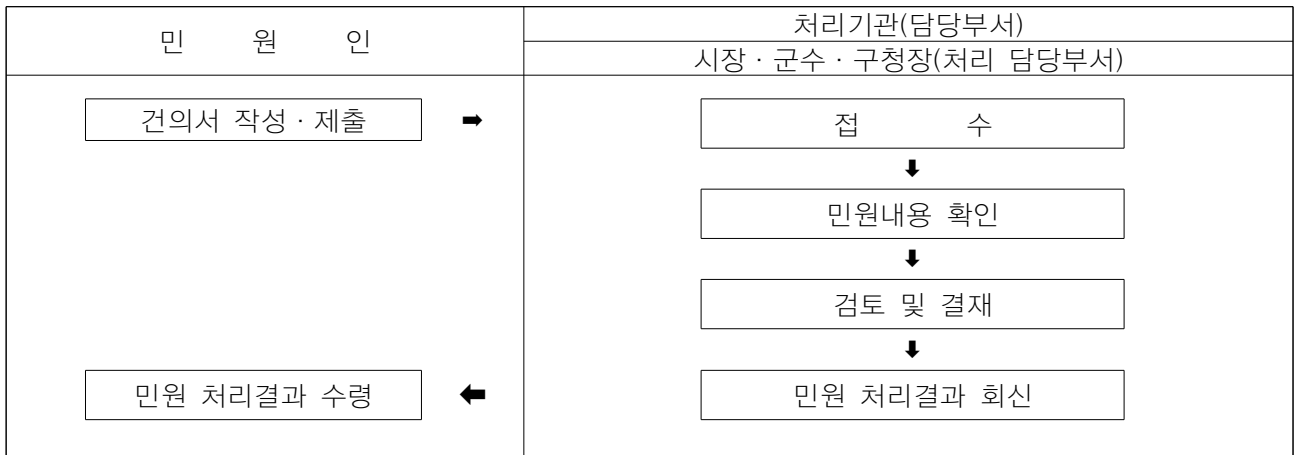 민 원 인
처리기관(담당부서)
시장·군수·구청장(처리 담당부서)
건의서 작성·제출 ➡ 접 수
⬇
민원내용 확인
⬇
검토 및 결재
⬇
민원 처리결과 수령 ⬅ 민원 처리결과 회신